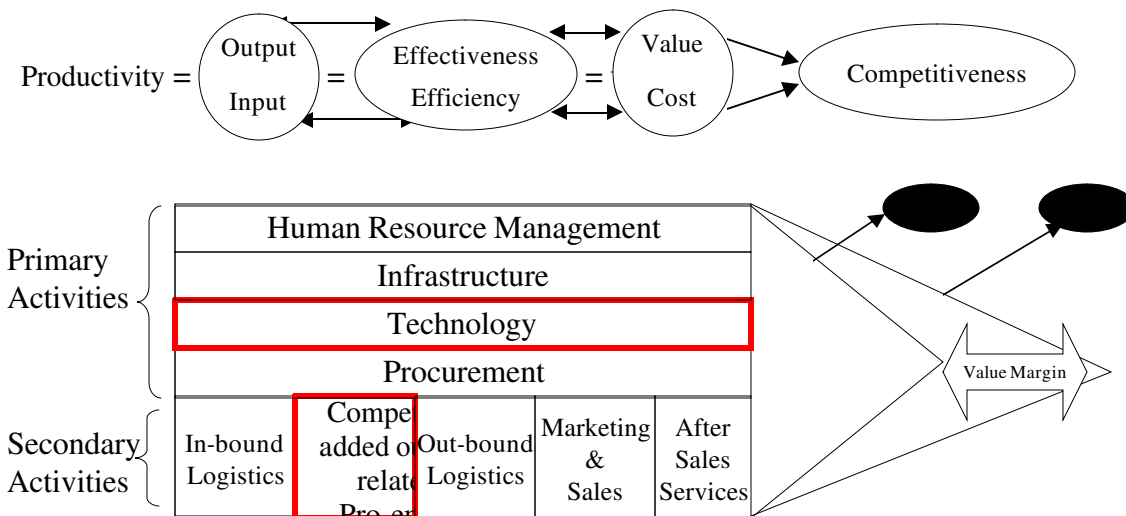 Productivity = Output = Effectiveness = Value
Input Efficiency Cost
Competitiveness
Primary
Activities
Human Resource Management
Infrastructure
Technology
Procurement
Value Margin
Secondary
Activities
In-bound
Logistics
added
Out-bound
Logistics
Marketing
&
Sales
After
Sales
Services